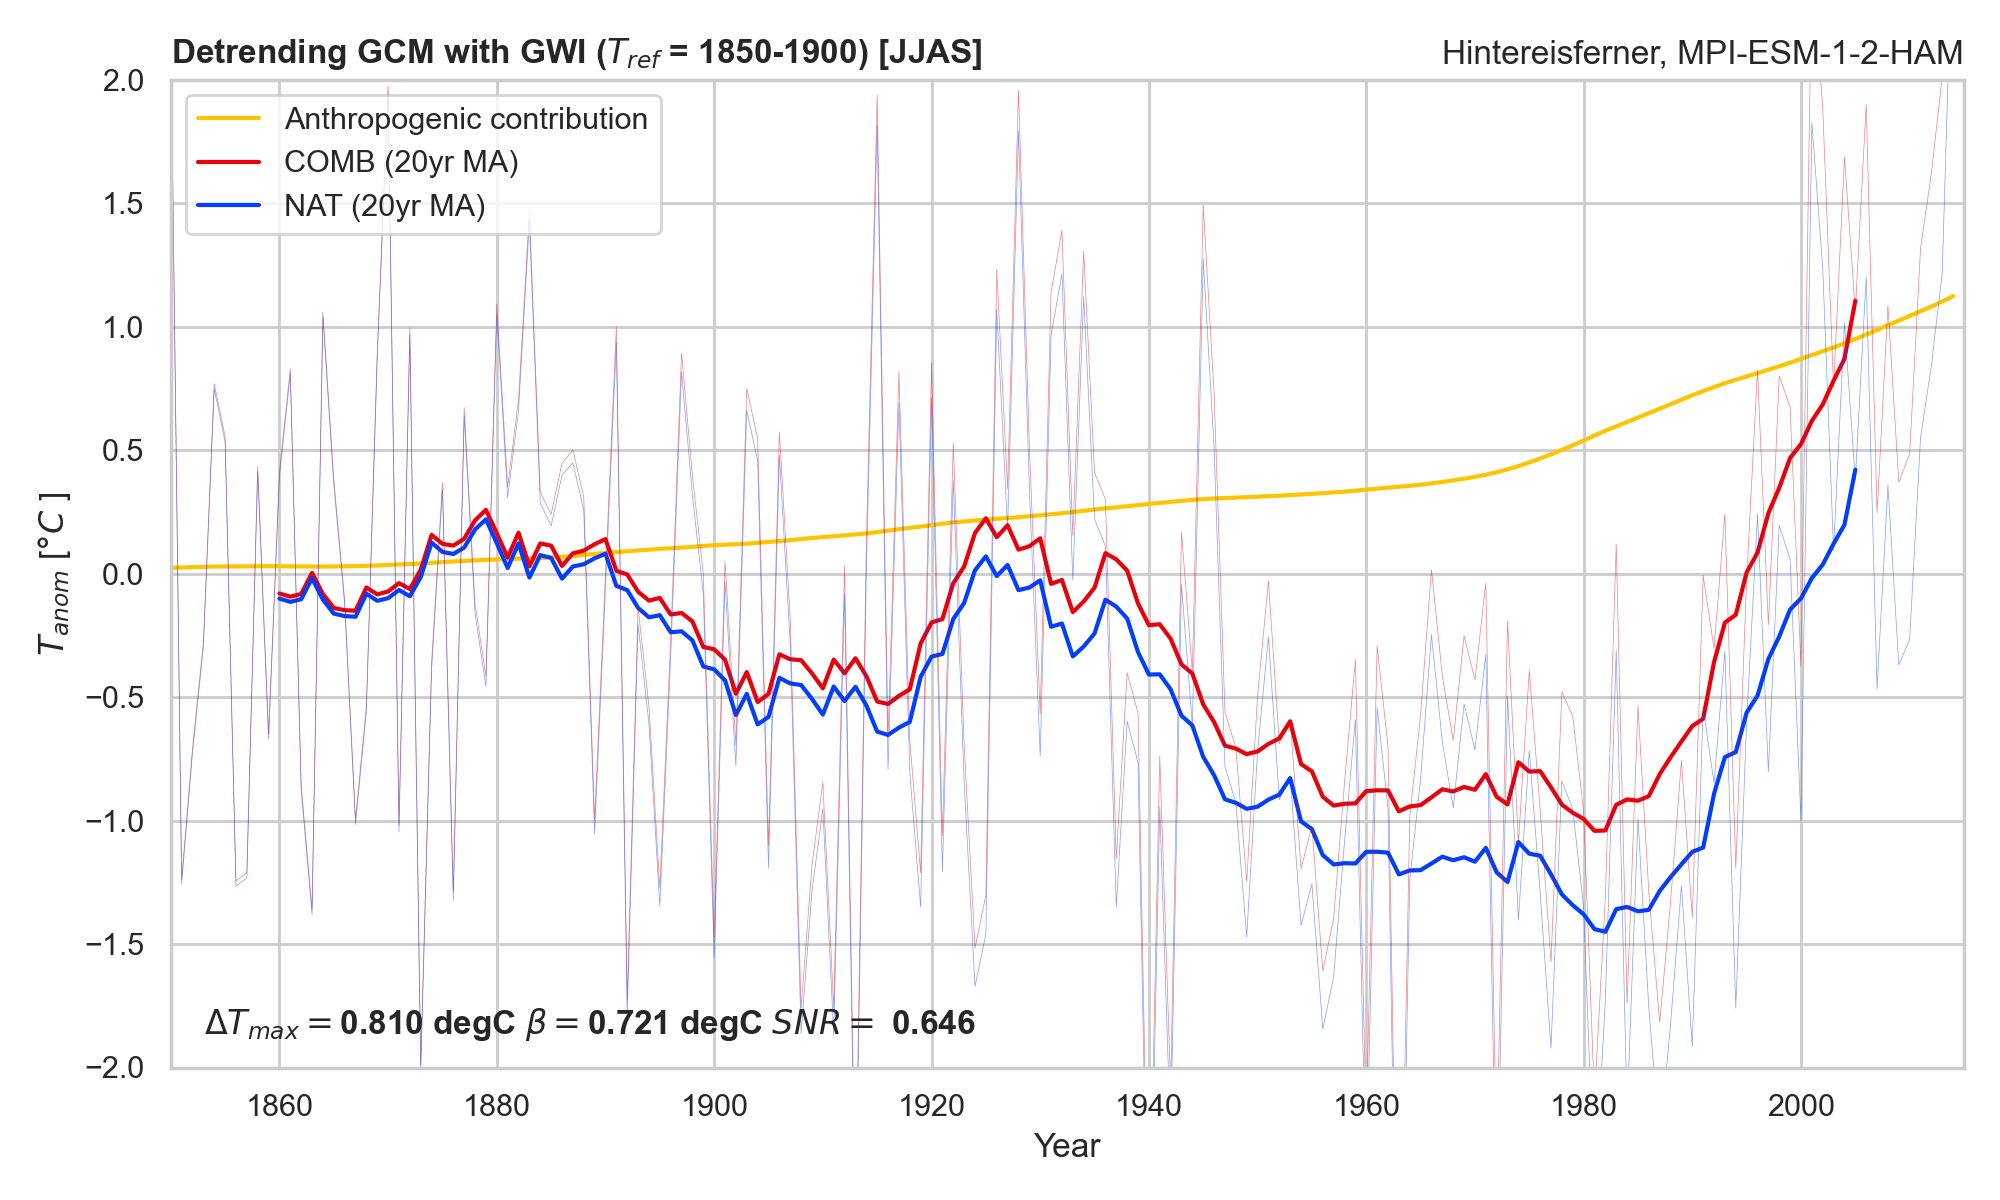 Detrending GCM with GWI (T_ref = 1850-1900) [JJAS]
Hintereisferner, MPI-ESM-1-2-HAM
Anthropogenic contribution
COMB (20yr MA)
NAT (20yr MA)
2.0
1.5
1.0
0.5
0.0
−0.5
−1.0
−1.5
−2.0
T_anom [°C]
ΔT_max = 0.810 degC β = 0.721 degC SNR = 0.646
1860 1880 1900 1920 1940 1960 1980 2000
Year